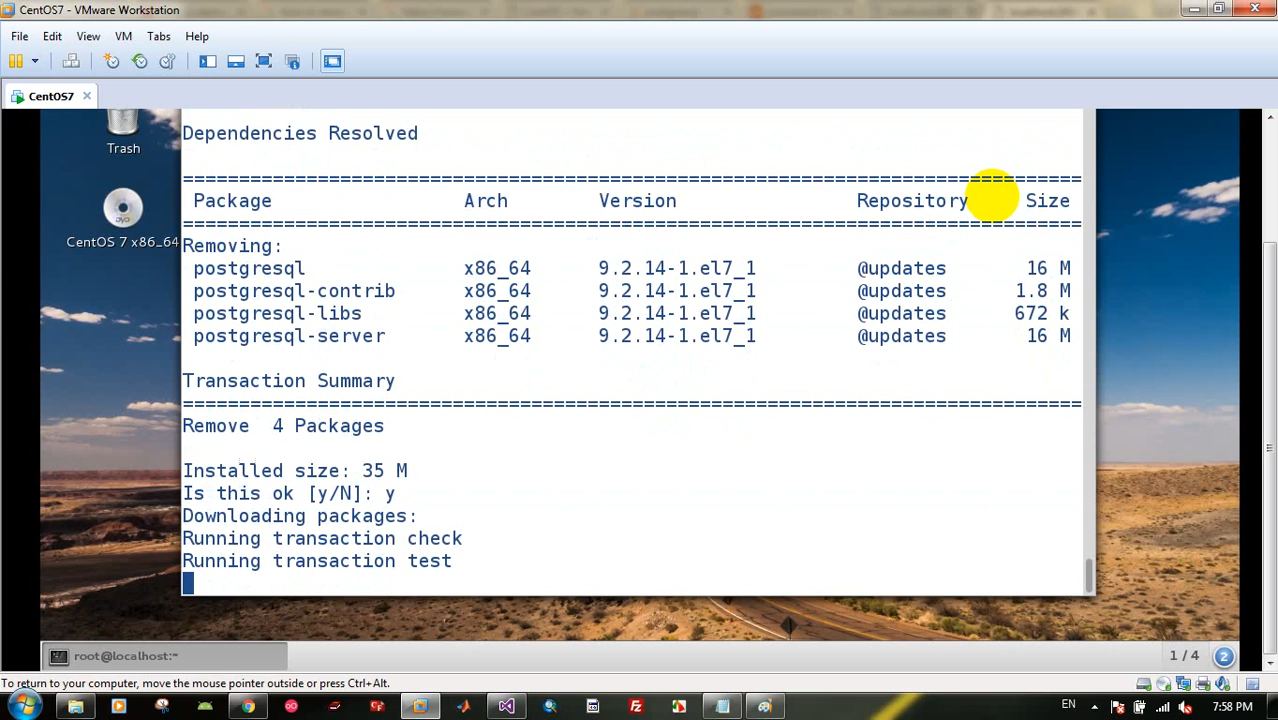 CentOS7 - VMware Workstation
File Edit View VM Tabs Help
CentOS7
Trash
CentOS 7 x86_64
Dependencies Resolved
================================================================================
Package Arch Version Repository Size
================================================================================
Removing:
postgresql x86_64 9.2.14-1.el7_1 @updates 16 M
postgresql-contrib x86_64 9.2.14-1.el7_1 @updates 1.8 M
postgresql-libs x86_64 9.2.14-1.el7_1 @updates 672 k
postgresql-server x86_64 9.2.14-1.el7_1 @updates 16 M
Transaction Summary
================================================================================
Remove 4 Packages
Installed size: 35 M
Is this ok [y/N]: y
Downloading packages:
Running transaction check
Running transaction test
root@localhost:~
1 / 4 2
To return to your computer, move the mouse pointer outside or press Ctrl+Alt.
EN 7:58 PM